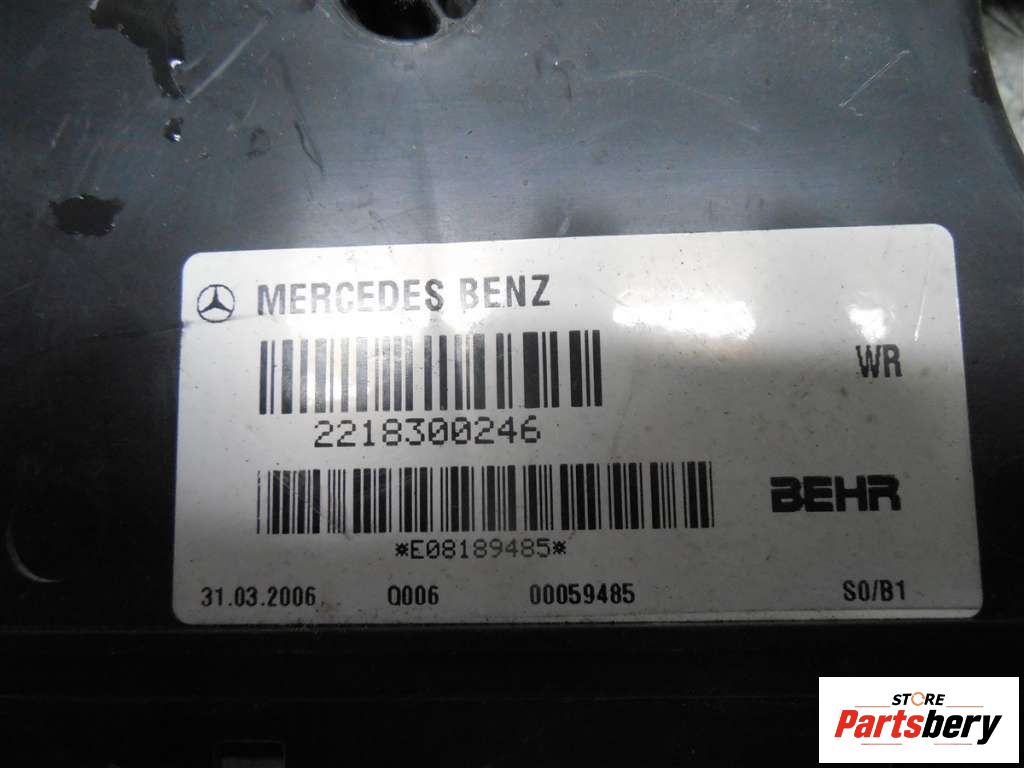 MERCEDES BENZ
WR
2218300246
BEHR
*E08189485*
31.03.2006 Q006 00059485 S0/B1
STORE
Partsbery